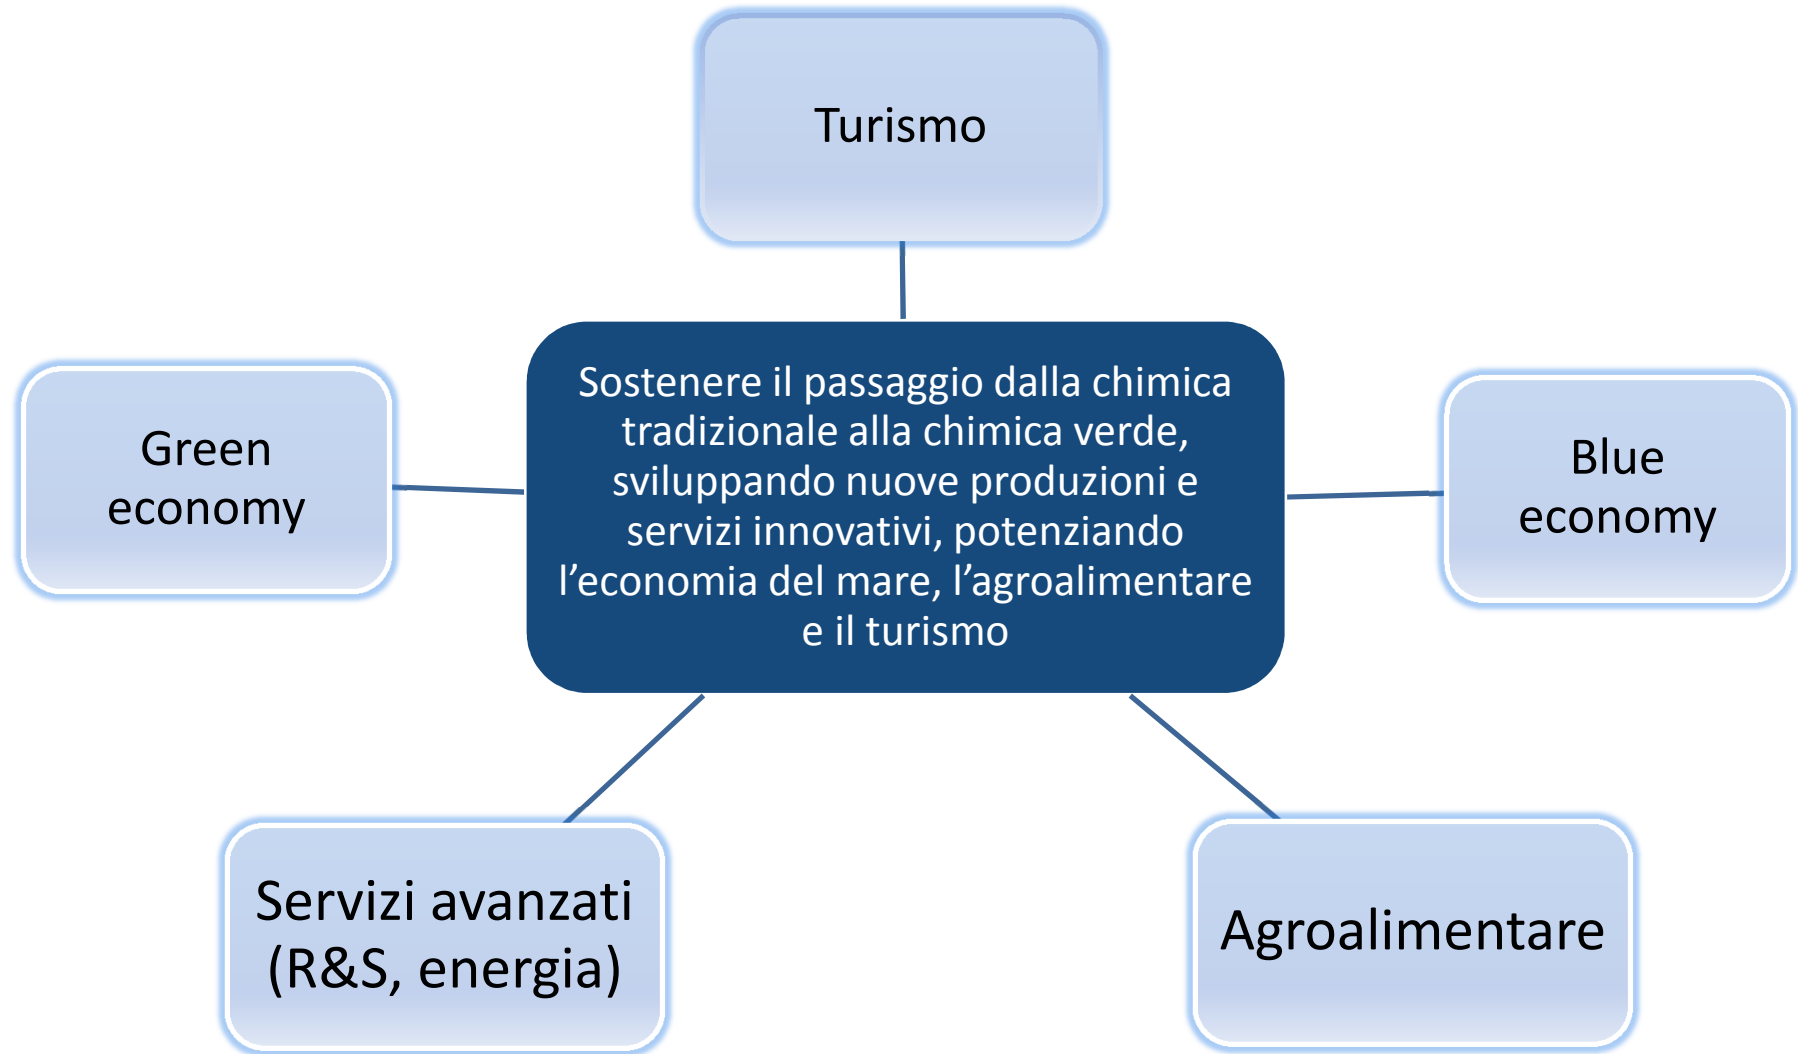 Turismo
Sostenere il passaggio dalla chimica
tradizionale alla chimica verde,
sviluppando nuove produzioni e
servizi innovativi, potenziando
l’economia del mare, l’agroalimentare
e il turismo
Green
economy
Blue
economy
Servizi avanzati
(R&S, energia)
Agroalimentare